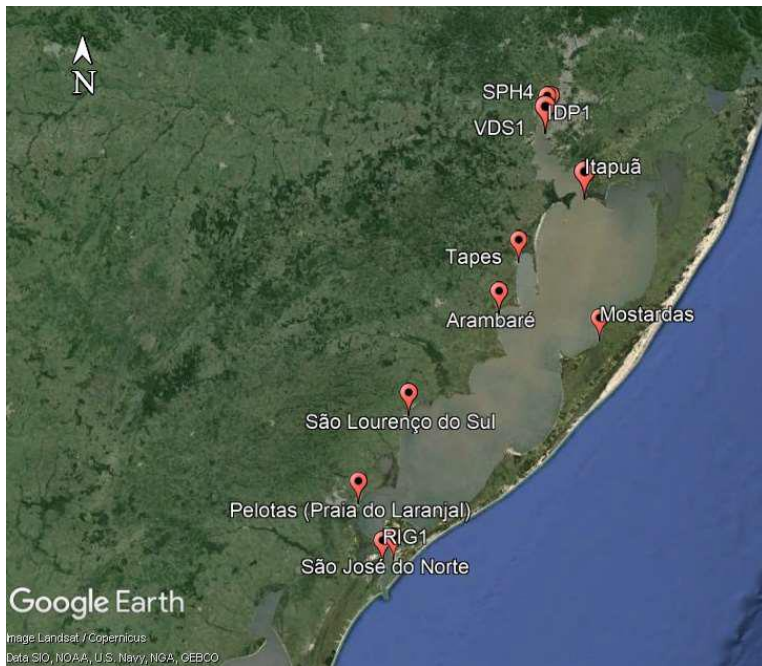 N
SPH4
IDP1
VDS1
Itapuã
Tapes
Mostardas
Arambaré
São Lourenço do Sul
Pelotas (Praia do Laranjal)
RIG1
São José do Norte
Google Earth
Image Landsat / Copernicus
Data SIO, NOAA, U.S. Navy, NGA, GEBCO